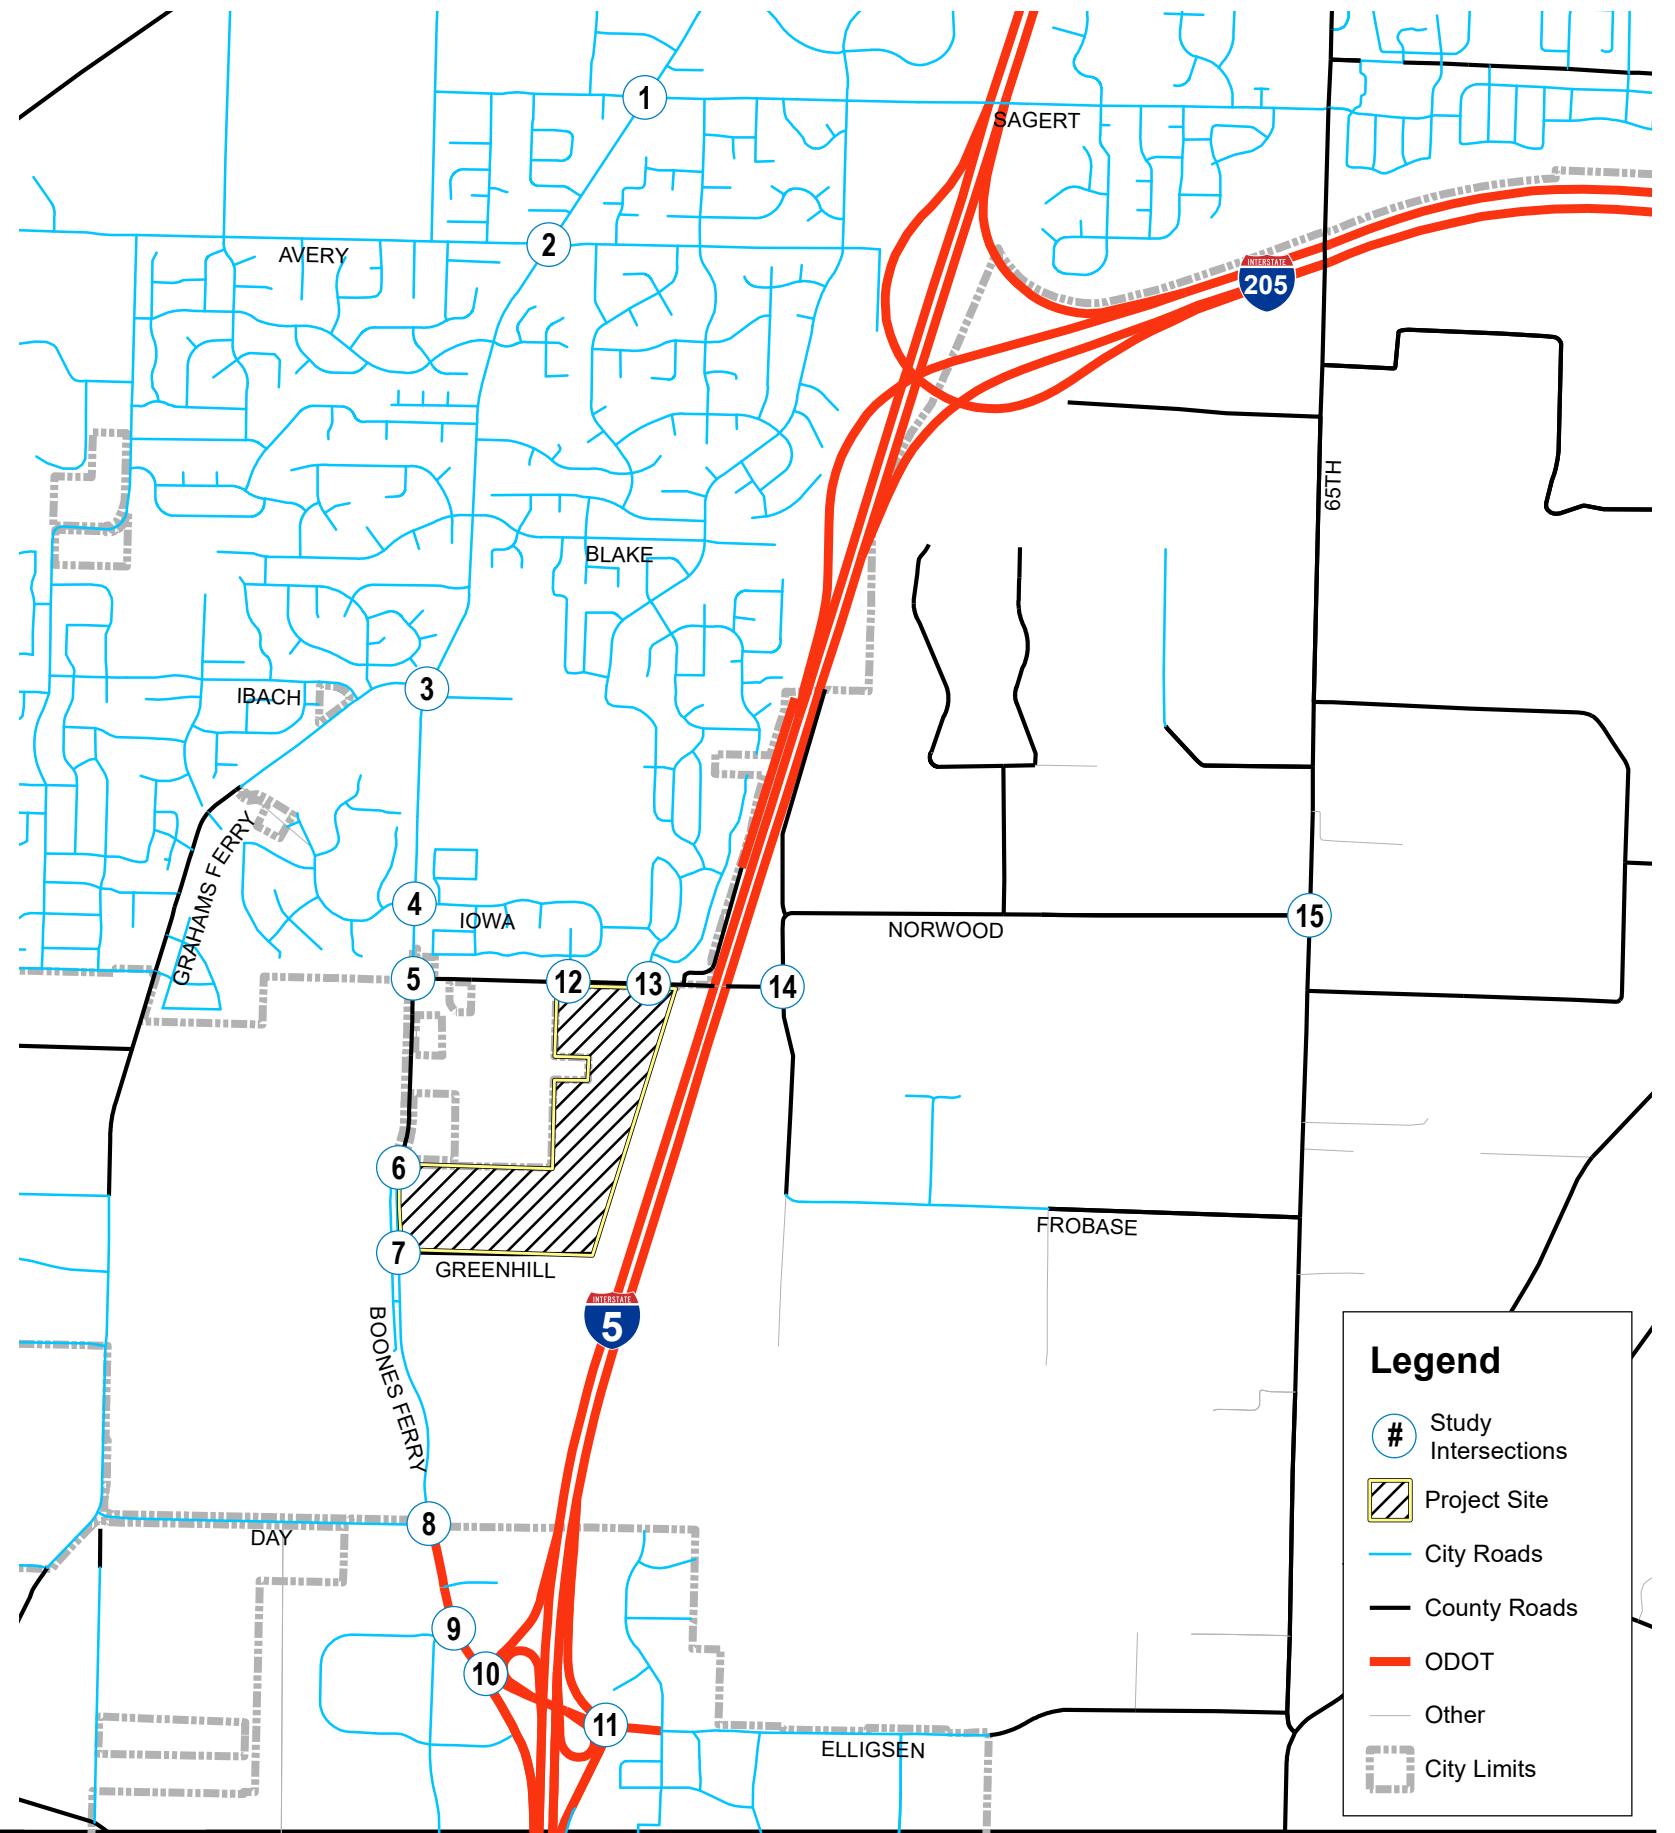 1
SAGERT
2
AVERY
INTERSTATE
205
65TH
BLAKE
3
IBACH
GRAHAMS FERRY
4
IOWA
15
NORWOOD
5
12
13
14
6
FROBASE
7
GREENHILL
INTERSTATE
5
BOONES FERRY
8
DAY
9
10
11
ELLIGSEN
Legend
#
Study
Intersections
Project Site
City Roads
County Roads
ODOT
Other
City Limits